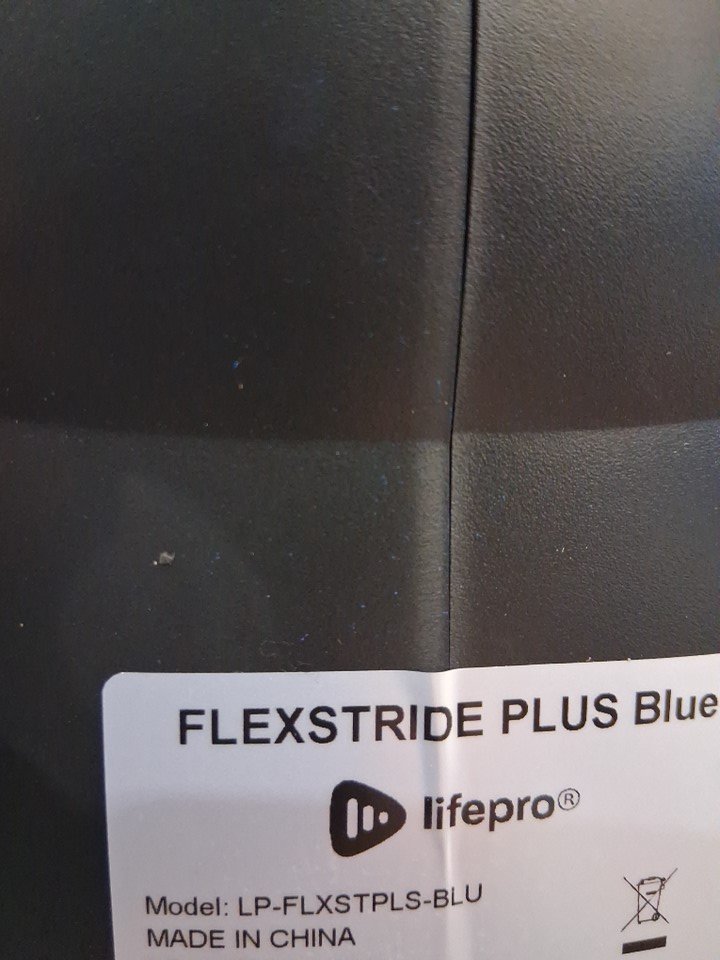 FLEXSTRIDE PLUS Blue
lifepro®
Model: LP-FLXSTPLS-BLU
MADE IN CHINA